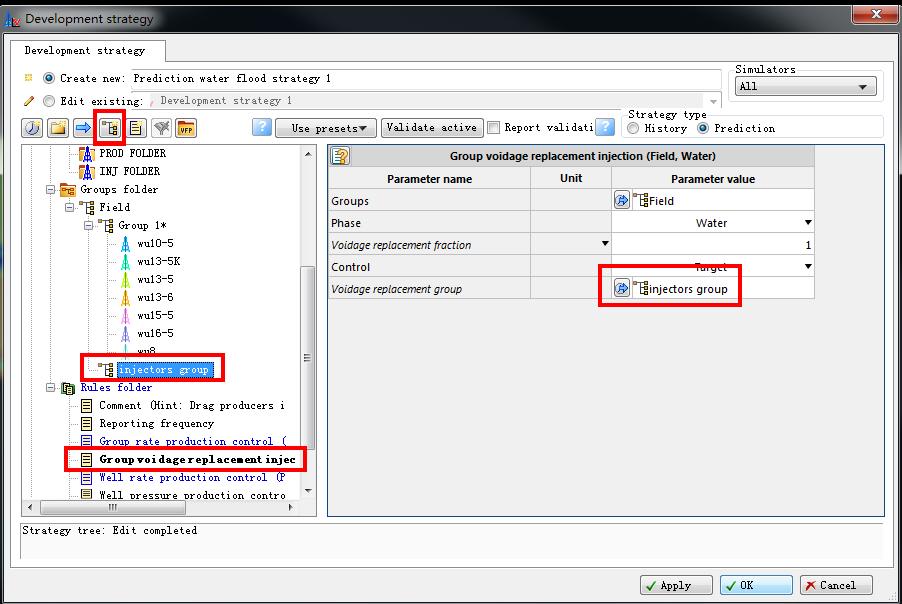 Development strategy
Development strategy
Create new: Prediction water flood strategy 1
Edit existing: Development strategy 1
Simulators
All
VFP
? Use presets Validate active Report validati ?
Strategy type
History Prediction
PROD FOLDER
INJ FOLDER
Groups folder
Field
Group 1*
wu10-5
wu13-5K
wu13-5
wu13-6
wu15-5
wu16-5
wu8
injectors group
Rules folder
Comment (Hint: Drag producers i
Reporting frequency
Group rate production control (
Group voidage replacement injec
Well rate production control (P
Well pressure production contro
Group voidage replacement injection (Field, Water)
Parameter name Unit Parameter value
Groups Field
Phase Water
Voidage replacement fraction 1
Control Target
Voidage replacement group injectors group
Strategy tree: Edit completed
Apply OK Cancel